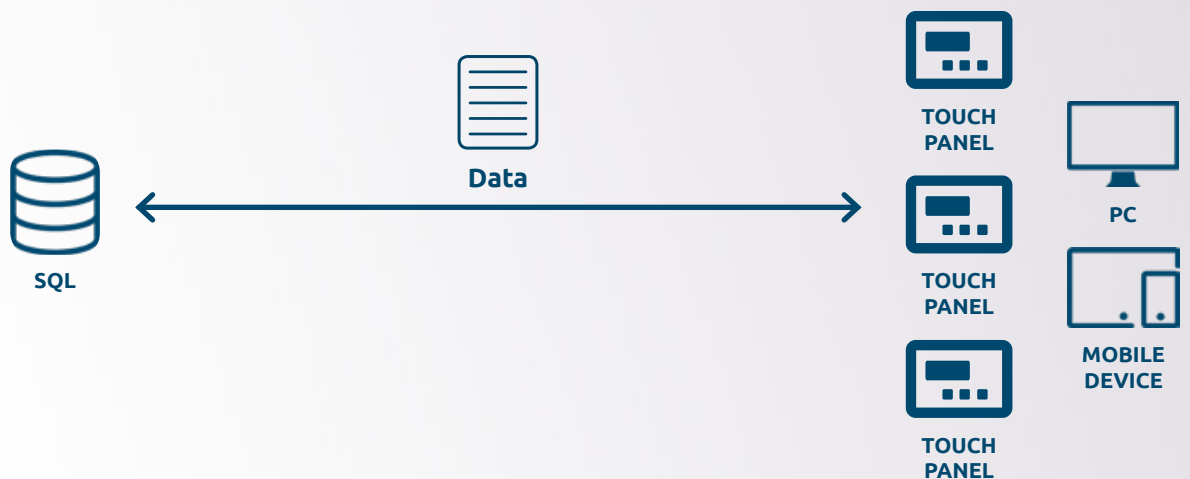 SQL
Data
TOUCH
PANEL
TOUCH
PANEL
TOUCH
PANEL
PC
MOBILE
DEVICE